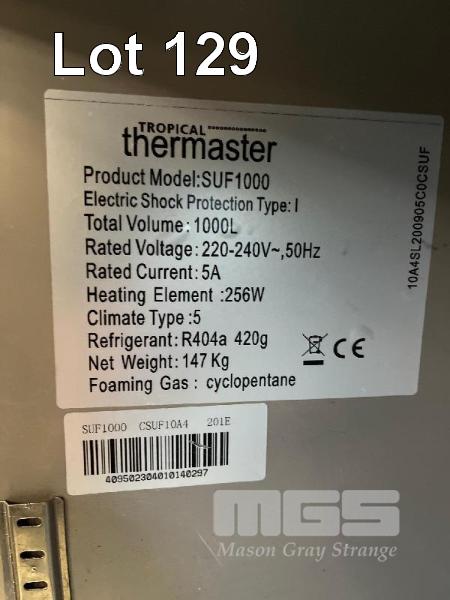 Lot 129
TROPICAL
thermaster
Product Model:SUF1000
Electric Shock Protection Type: I
Total Volume: 1000L
Rated Voltage: 220-240V~,50Hz
Rated Current: 5A
Heating Element :256W
Climate Type :5
Refrigerant: R404a 420g
Net Weight: 147 Kg
Foaming Gas : cyclopentane
CE
10A4SL200905C0CSUF
SUF1000 CSUF10A4 201E
409502304010140297
MGS
Mason Gray Strange